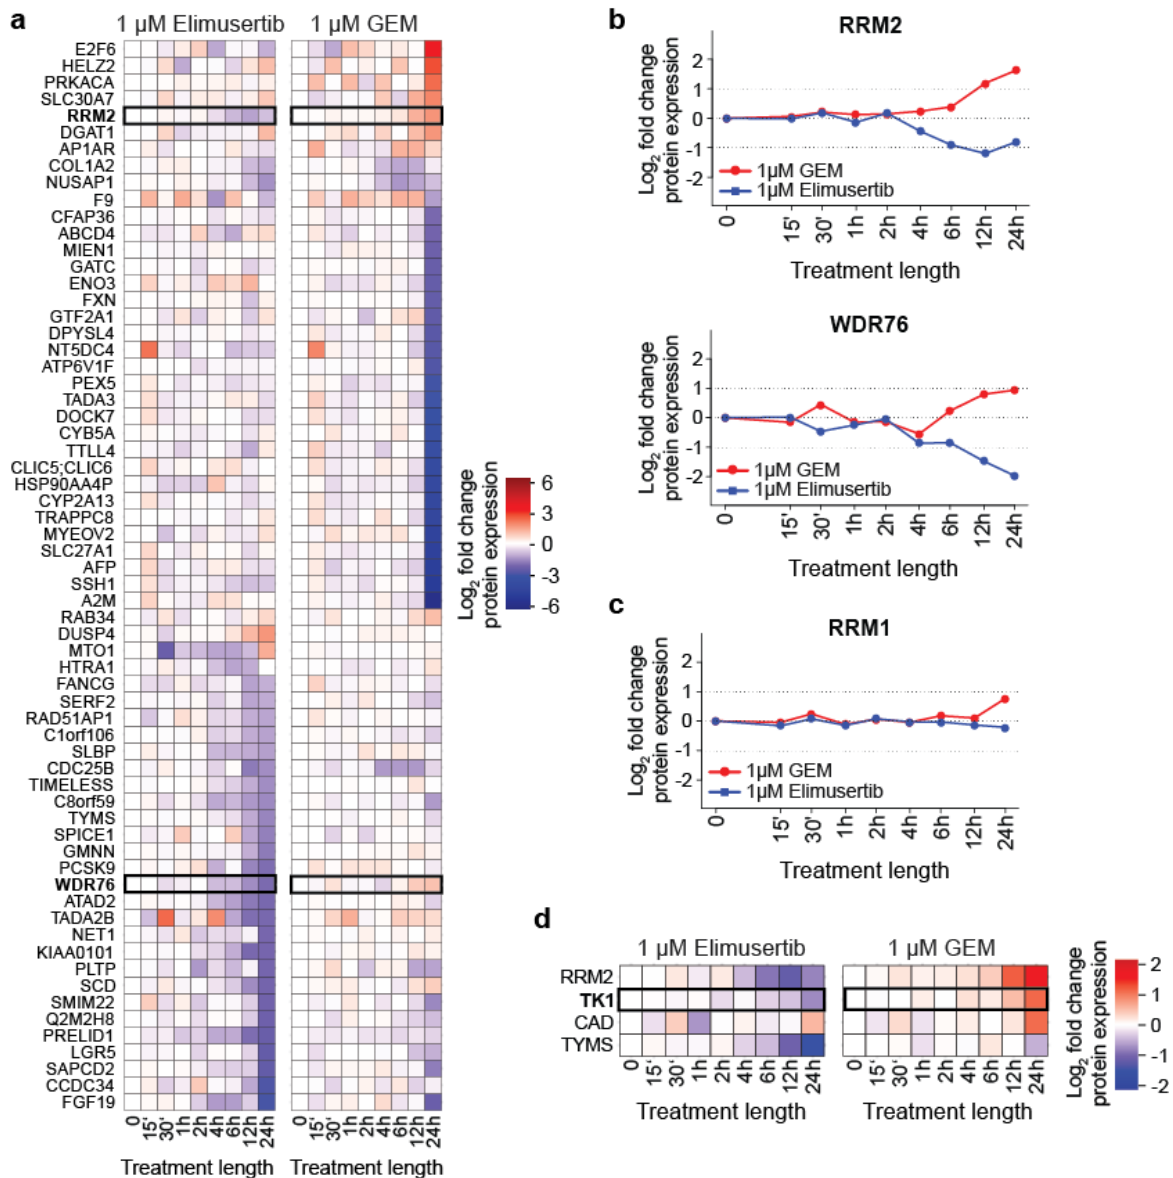 a
1 µM Elimusertib
1 µM GEM
E2F6
HELZ2
PRKACA
SLC30A7
RRM2
DGAT1
AP1AR
COL1A2
NUSAP1
F9
CFAP36
ABCD4
MIEN1
GATC
ENO3
FXN
GTF2A1
DPYSL4
NT5DC4
ATP6V1F
PEX5
TADA3
DOCK7
CYB5A
TTLL4
CLIC5;CLIC6
HSP90AA4P
CYP2A13
TRAPPC8
MYEOV2
SLC27A1
AFP
SSH1
A2M
RAB34
DUSP4
MTO1
HTRA1
FANCG
SERF2
RAD51AP1
C1orf106
SLBP
CDC25B
TIMELESS
C8orf59
TYMS
SPICE1
GMNN
PCSK9
WDR76
ATAD2
TADA2B
NET1
KIAA0101
PLTP
SCD
SMIM22
Q2M2H8
PRELID1
LGR5
SAPCD2
CCDC34
FGF19
0 15' 30' 1h 2h 4h 6h 12h 24h
0 15' 30' 1h 2h 4h 6h 12h 24h
Treatment length
Treatment length
Log2 fold change
protein expression
6
3
0
-3
-6
b
RRM2
Log2 fold change
protein expression
2
1
0
-1
-2
1µM GEM
1µM Elimusertib
0 15' 30' 1h 2h 4h 6h 12h 24h
Treatment length
WDR76
Log2 fold change
protein expression
2
1
0
-1
-2
1µM GEM
1µM Elimusertib
0 15' 30' 1h 2h 4h 6h 12h 24h
Treatment length
c
RRM1
Log2 fold change
protein expression
2
1
0
-1
-2
1µM GEM
1µM Elimusertib
0 15' 30' 1h 2h 4h 6h 12h 24h
Treatment length
d
1 µM Elimusertib
1 µM GEM
RRM2
TK1
CAD
TYMS
0 15' 30' 1h 2h 4h 6h 12h 24h
0 15' 30' 1h 2h 4h 6h 12h 24h
Treatment length
Treatment length
Log2 fold change
protein expression
2
1
0
-1
-2